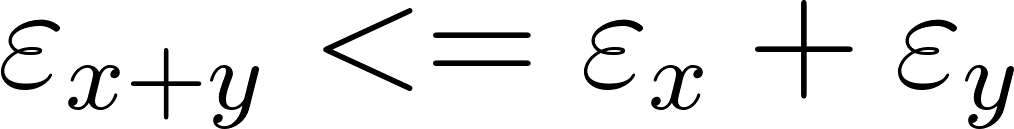 ε_{x+y} <= ε_x + ε_y